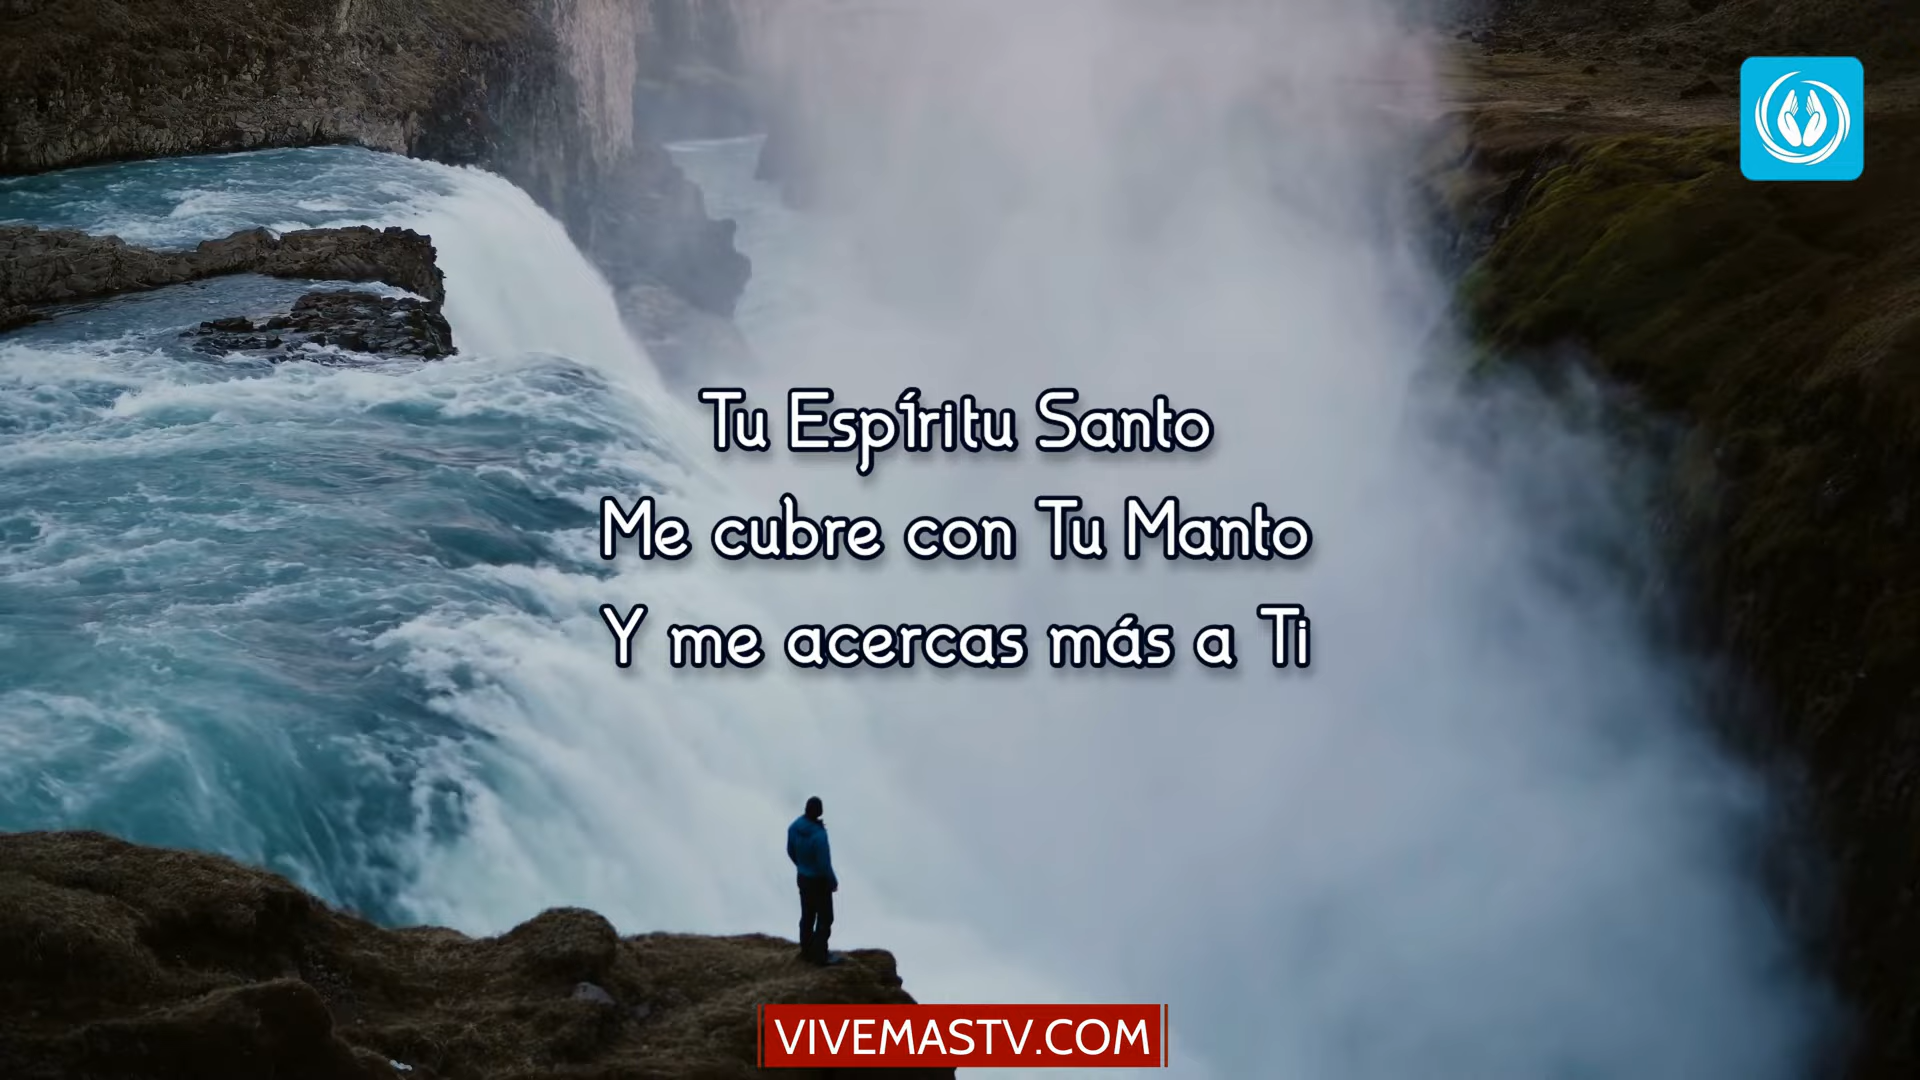 Tu Espíritu Santo
Me cubre con Tu Manto
Y me acercas más a Ti
VIVEMASTV.COM